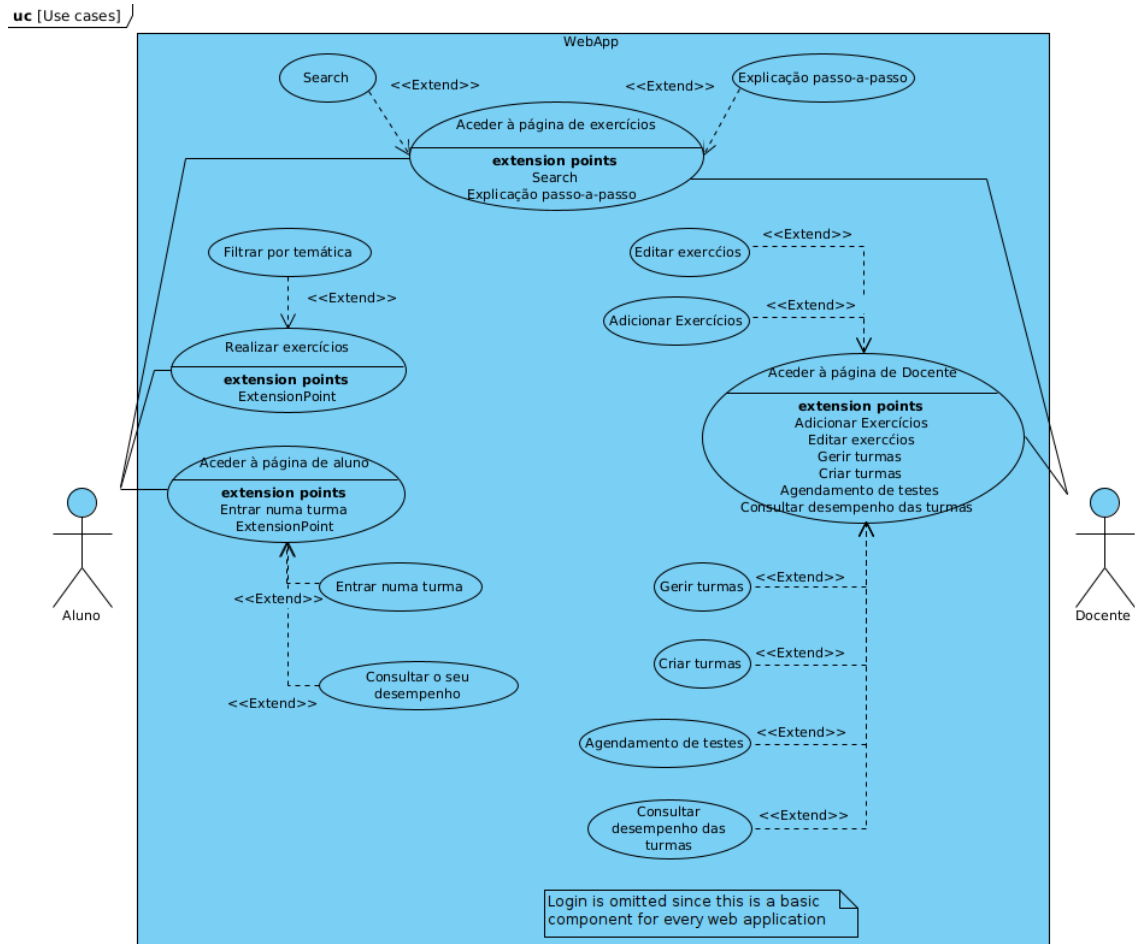 uc [Use cases]
WebApp
Search
<<Extend>>
<<Extend>>
Explicação passo-a-passo
Aceder à página de exercícios
extension points
Search
Explicação passo-a-passo
Filtrar por temática
<<Extend>>
Editar exercćios
<<Extend>>
Adicionar Exercícios
<<Extend>>
Realizar exercícios
extension points
ExtensionPoint
Aceder à página de Docente
extension points
Adicionar Exercícios
Editar exercćios
Gerir turmas
Criar turmas
Agendamento de testes
Consultar desempenho das turmas
Aceder à página de aluno
extension points
Entrar numa turma
ExtensionPoint
Aluno
Docente
Entrar numa turma
<<Extend>>
Consultar o seu
desempenho
<<Extend>>
Gerir turmas
<<Extend>>
Criar turmas
<<Extend>>
Agendamento de testes
<<Extend>>
Consultar
desempenho das
turmas
<<Extend>>
Login is omitted since this is a basic
component for every web application